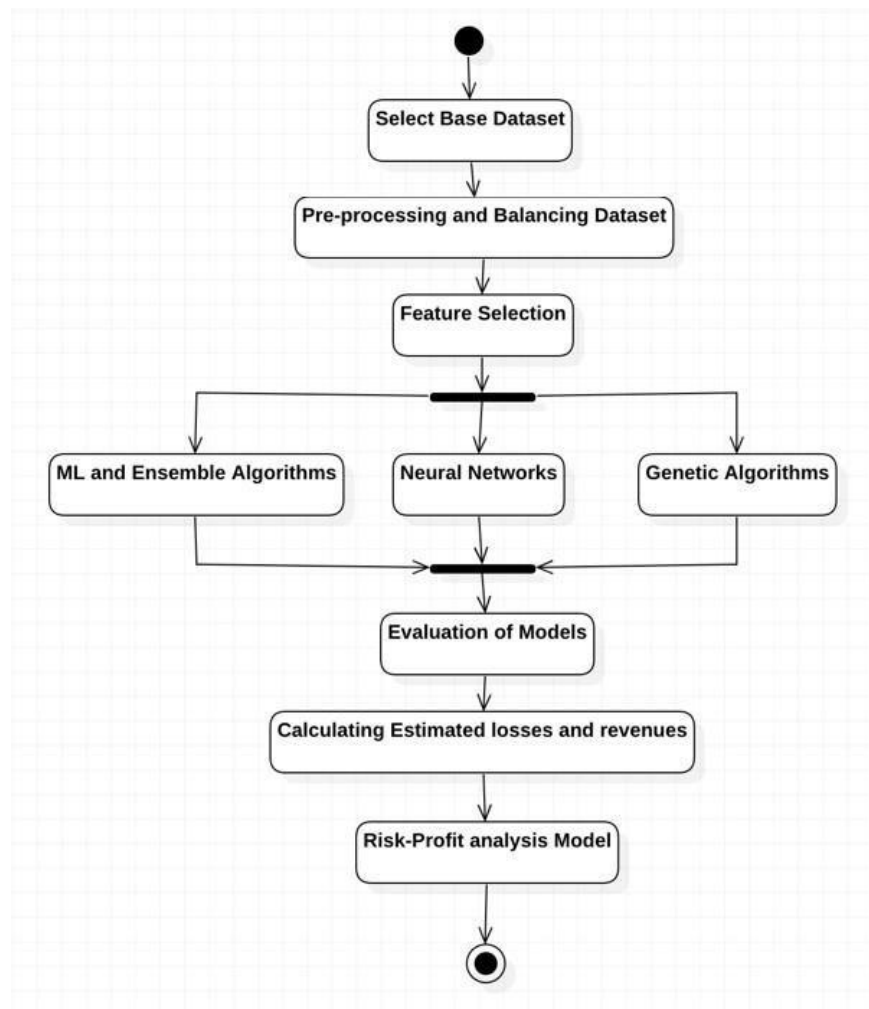 Select Base Dataset
Pre-processing and Balancing Dataset
Feature Selection
ML and Ensemble Algorithms
Neural Networks
Genetic Algorithms
Evaluation of Models
Calculating Estimated losses and revenues
Risk-Profit analysis Model